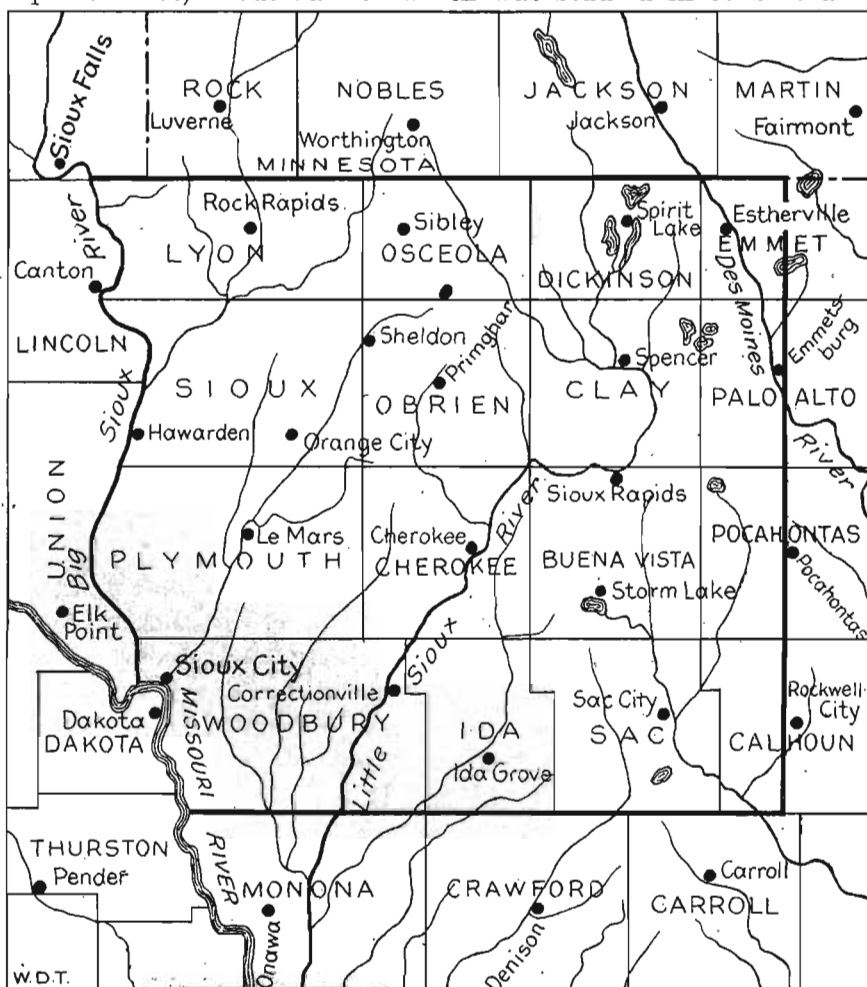 Sioux Falls
ROCK
Luverne
NOBLES
Worthington
MINNESOTA
JACKSON
Jackson
MARTIN
Fairmont
River
Rock Rapids
LYON
Sibley
OSCEOLA
Spirit
Lake
DICKINSON
Estherville
EMMET
Des Moines
Canton
LINCOLN
Sioux
Sheldon
Primghar
Spencer
Emmets-
burg
SIOUX
OBRIEN
CLAY
PALO ALTO
River
Hawarden
Orange City
UNION
Big
Sioux Rapids
River
Le Mars
PLYMOUTH
Cherokee
CHEROKEE
BUENA VISTA
Storm Lake
POCAHONTAS
Pocahontas
Elk
Point
Sioux City
Sioux
Correctionville
Dakota
DAKOTA
MISSOURI
WOODBURY
Little
IDA
Ida Grove
Sac City
SAC
Rockwell
City
CALHOUN
THURSTON
Pender
RIVER
MONONA
Onawa
CRAWFORD
Denison
Carroll
CARROLL
W.D.T.